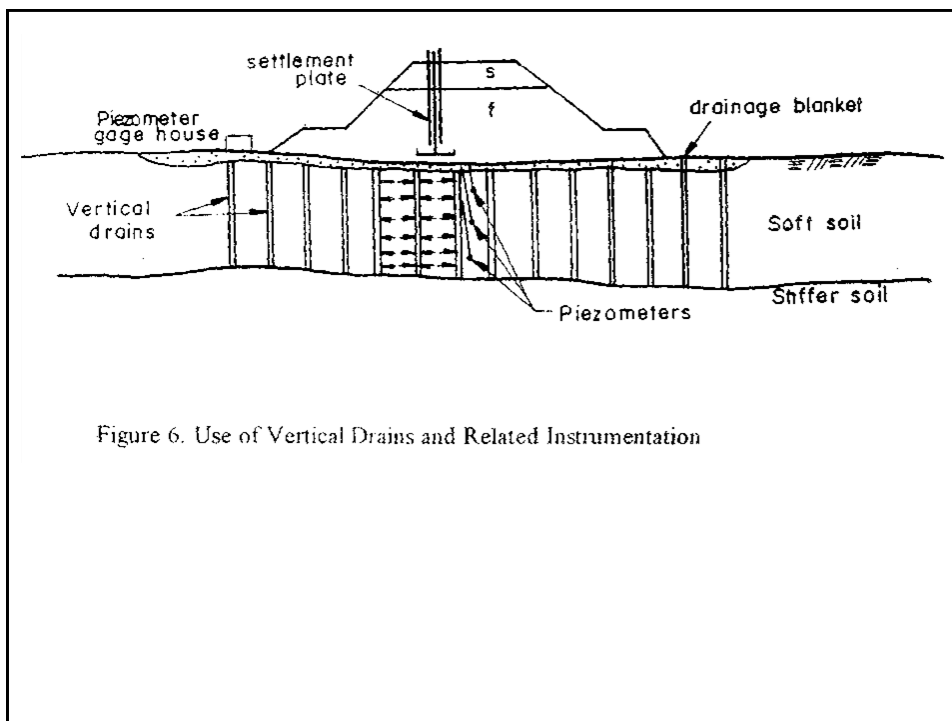 settlement
plate
s
f
drainage blanket
Piezometer
gage house
Vertical
drains
Soft soil
Stiffer soil
Piezometers
Figure 6. Use of Vertical Drains and Related Instrumentation